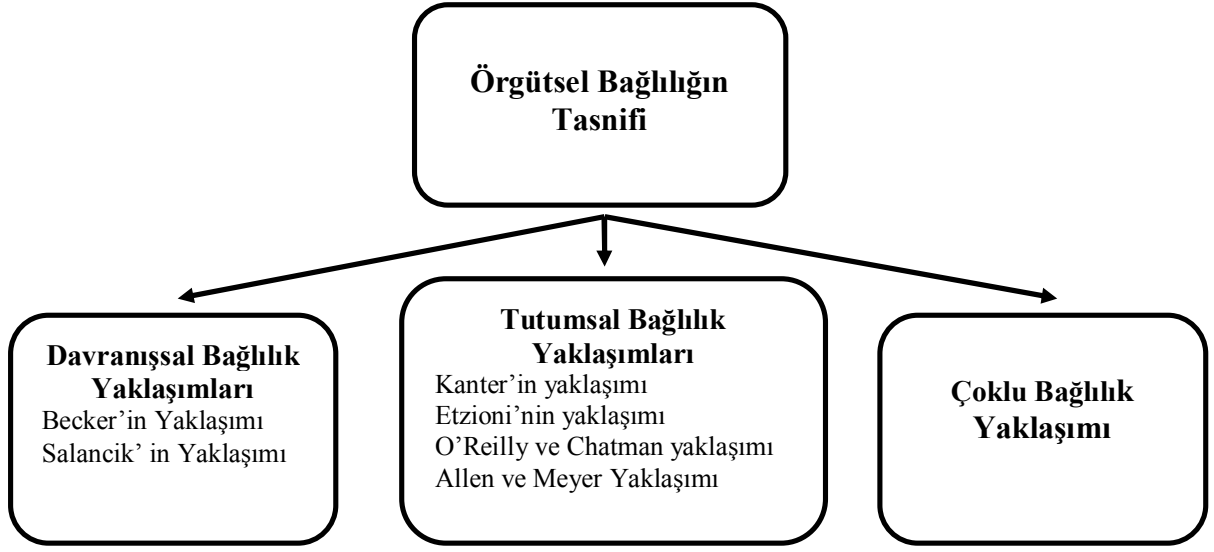 Örgütsel Bağlılığın
Tasnifi
Davranışsal Bağlılık
Yaklaşımları
Becker’in Yaklaşımı
Salancik’ in Yaklaşımı
Tutumsal Bağlılık
Yaklaşımları
Kanter’in yaklaşımı
Etzioni’nin yaklaşımı
O’Reilly ve Chatman yaklaşımı
Allen ve Meyer Yaklaşımı
Çoklu Bağlılık
Yaklaşımı